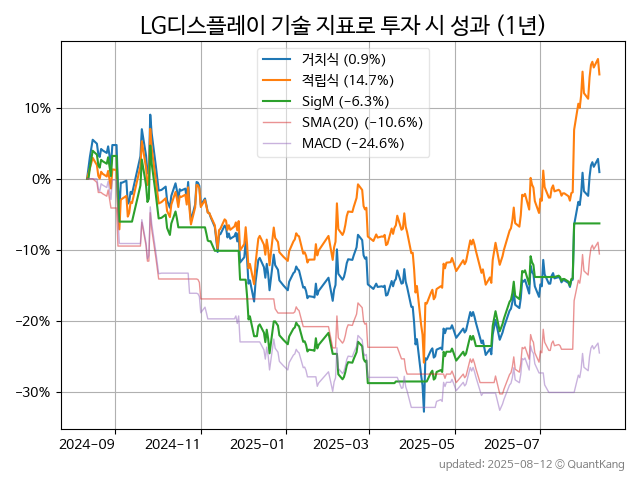 LG디스플레이 기술 지표로 투자 시 성과 (1년)
거치식 (0.9%)
적립식 (14.7%)
SigM (−6.3%)
SMA(20) (−10.6%)
MACD (−24.6%)
10%
0%
−10%
−20%
−30%
2024−09 2024−11 2025−01 2025−03 2025−05 2025−07
updated: 2025−08−12 © QuantKang